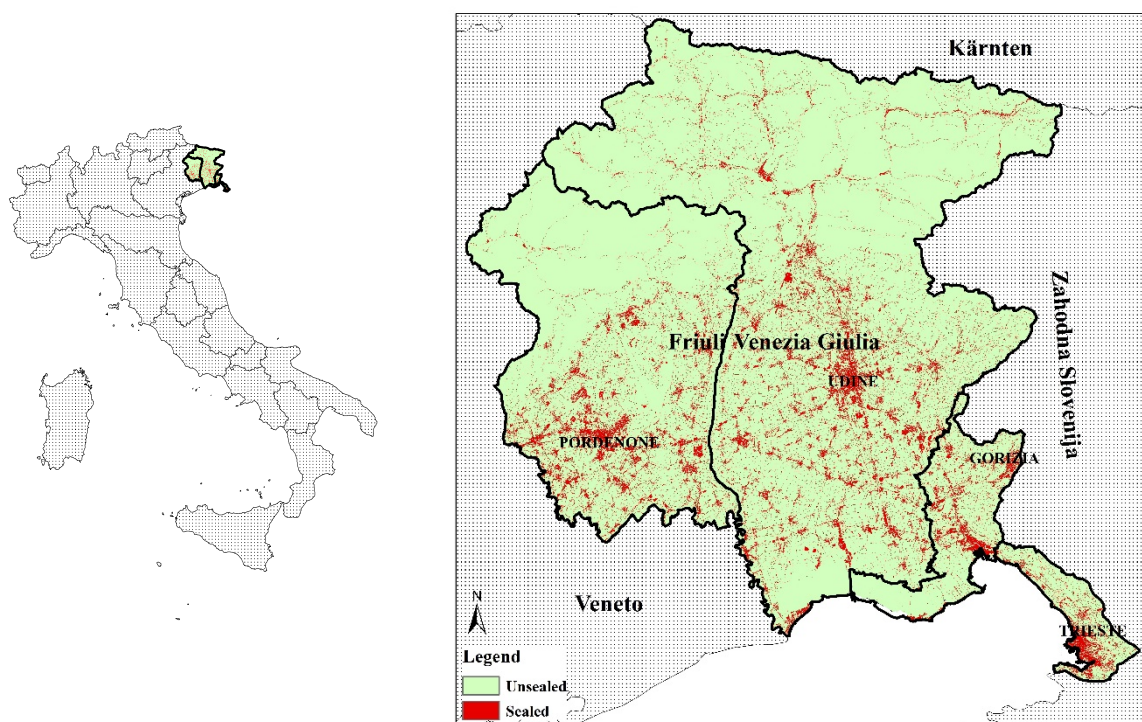 Kärnten
Zahodna Slovenija
Friuli Venezia Giulia
UDINE
PORDENONE
GORIZIA
Veneto
N
TRIESTE
Legend
Unsealed
Sealed